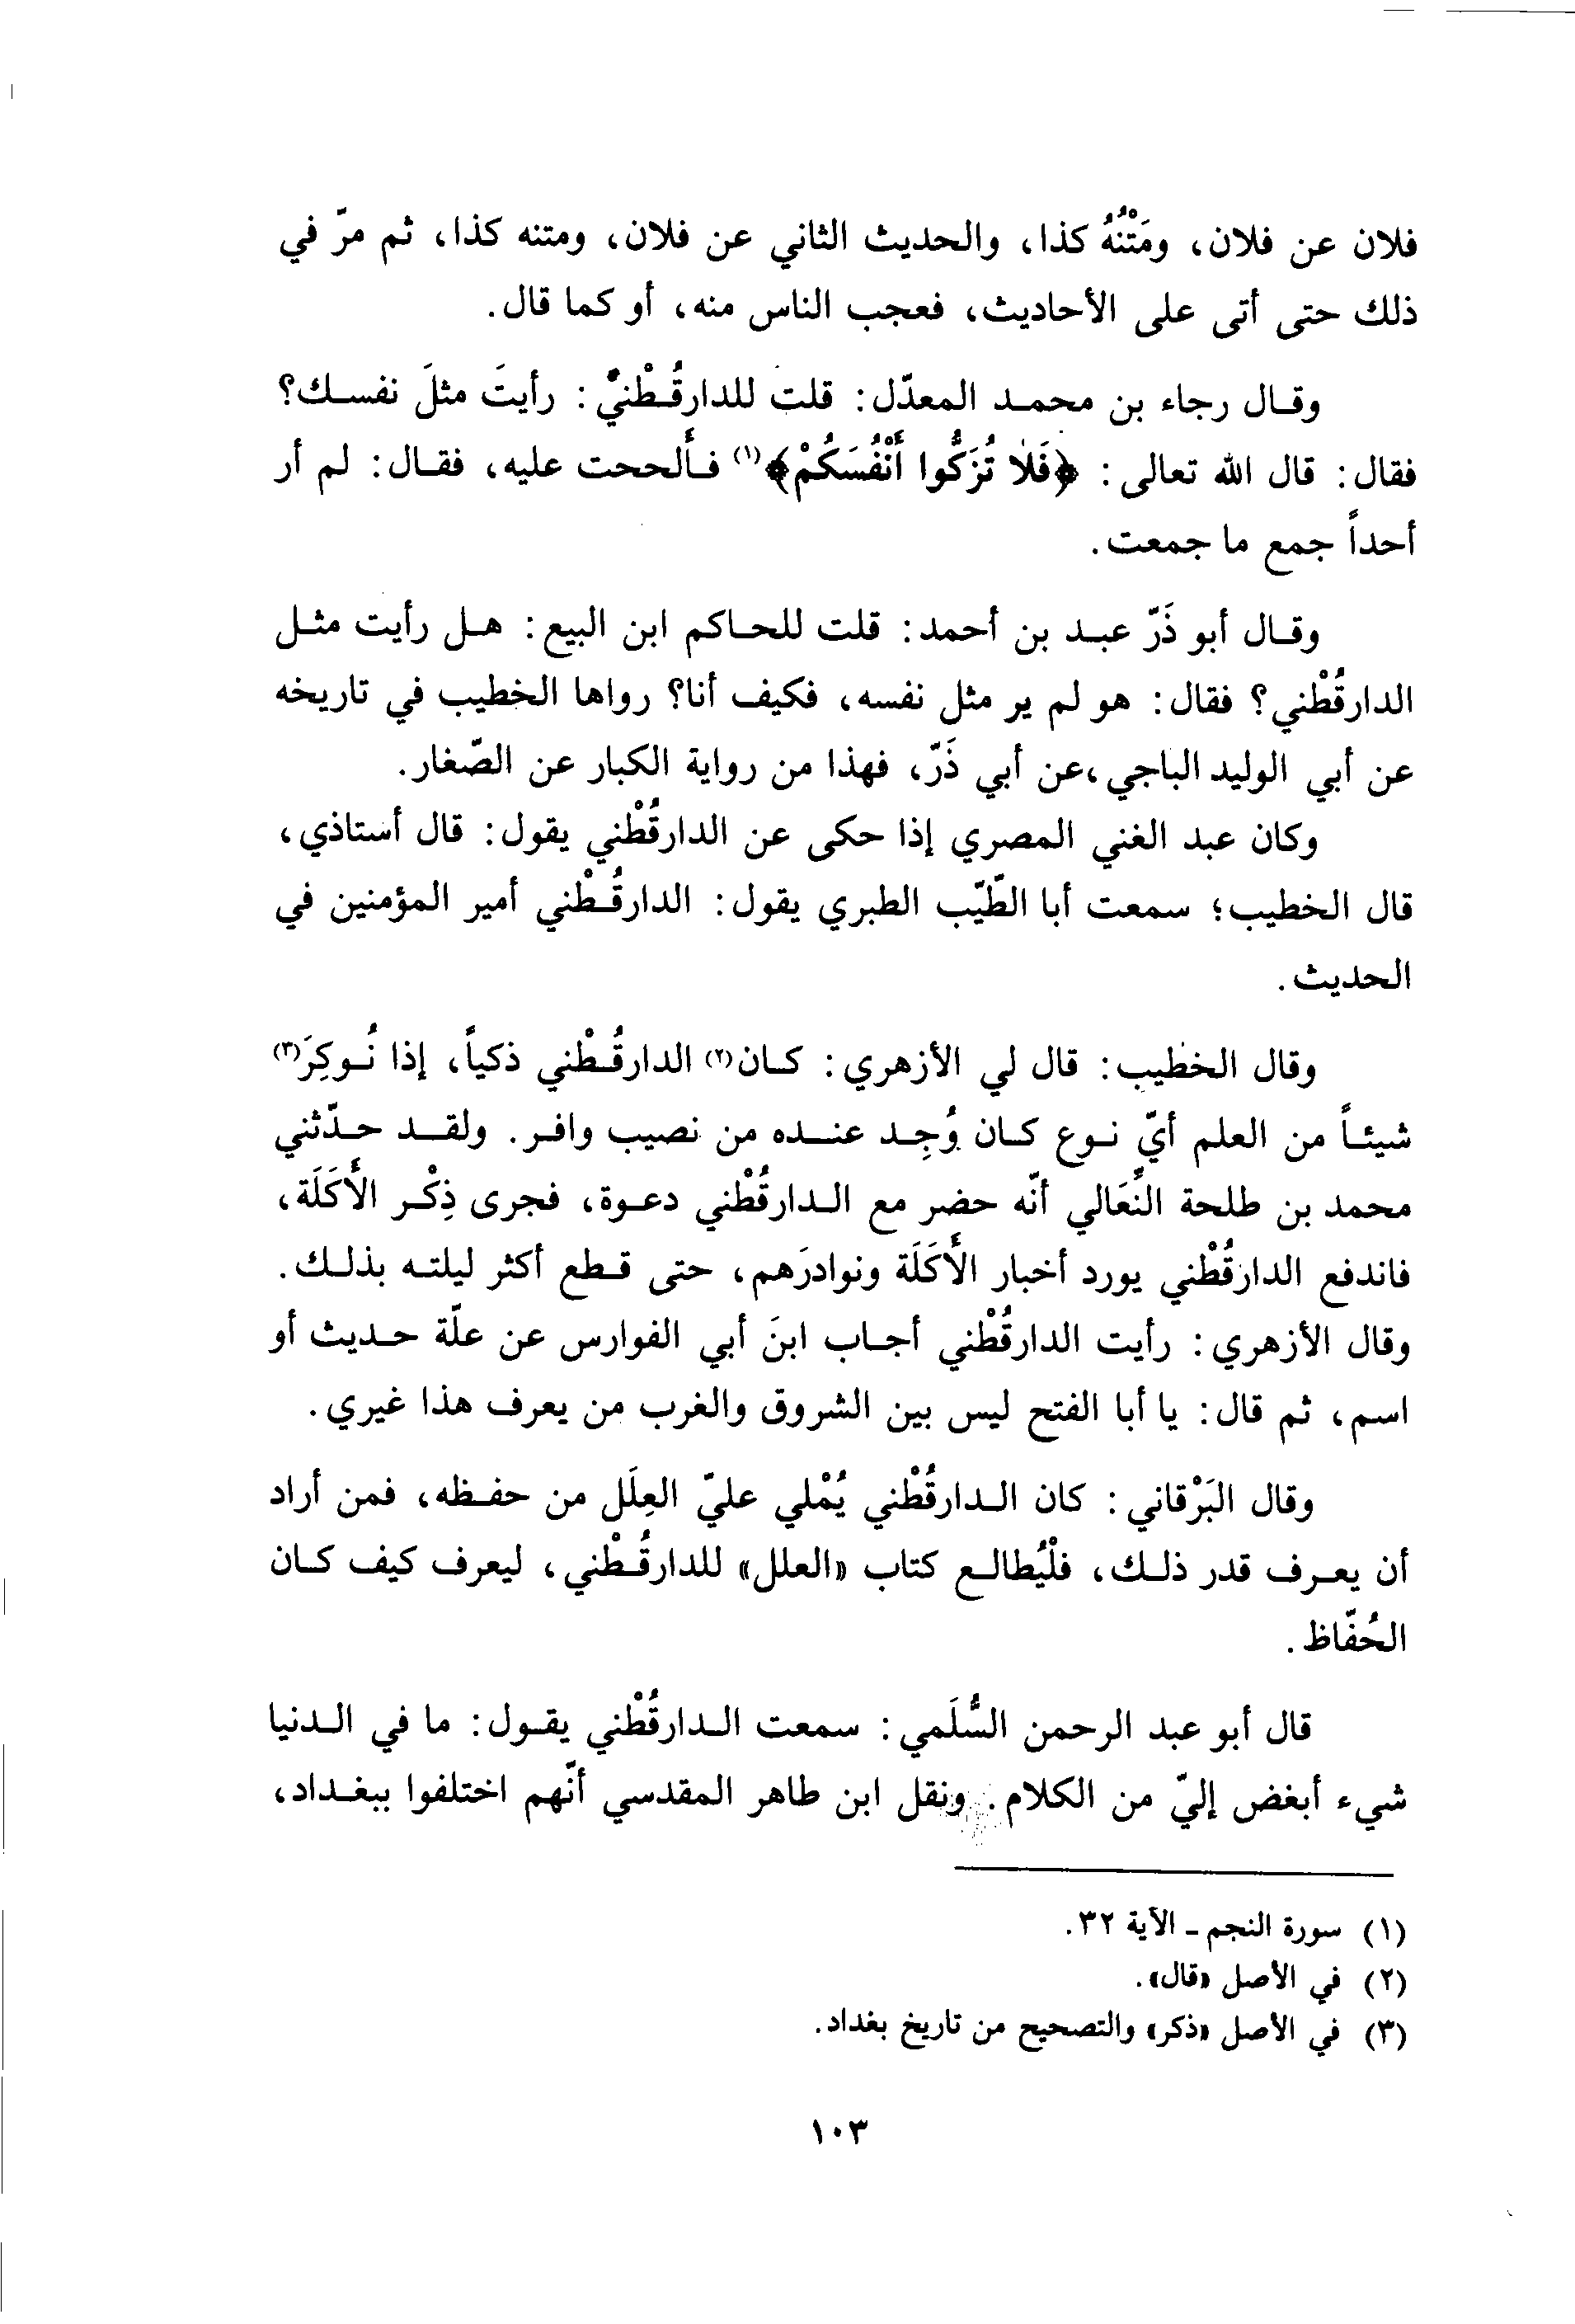 فلان عن فلان، ومَتْنُهُ كذا، والحديث الثاني عن فلان، ومتنه كذا، ثم مرّ في
ذلك حتى أتى على الأحاديث، فعجب الناس منه، أو كما قال.
وقال رجاء بن محمد المعدّل: قلت للدارقُطْنيّ: رأيتَ مثلَ نفسك؟
فقال: قال الله تعالى: ﴿فَلاٰ تُزَكُّوا أَنْفُسَكُمْ﴾(١) فألححت عليه، فقال: لم أر
أحداً جمع ما جمعت.
وقال أبو ذَرّ عبد بن أحمد: قلت للحاكم ابن البيع: هل رأيت مثل
الدارقُطْني؟ فقال: هو لم ير مثل نفسه، فكيف أنا؟ رواها الخطيب في تاريخه
عن أبي الوليد الباجي،عن أبي ذَرّ، فهذا من رواية الكبار عن الصّغار.
وكان عبد الغني المصري إذا حكى عن الدارقُطْني يقول: قال أستاذي،
قال الخطيب؛ سمعت أبا الطّيّب الطبري يقول: الدارقُطْني أمير المؤمنين في
الحديث.
وقال الخطيب: قال لي الأزهري: كان(٢) الدارقُطْني ذكياً، إذا نُوكِرَ(٣)
شيئاً من العلم أيّ نوع كان وُجِد عنده من نصيب وافر. ولقد حدّثني
محمد بن طلحة النِّعَالي أنّه حضر مع الدارقُطْني دعوة، فجرى ذِكْر الأَكَلَة،
فاندفع الدارقُطْني يورد أخبار الأَكَلَة ونوادرَهم، حتى قطع أكثر ليلته بذلك.
وقال الأزهري: رأيت الدارقُطْني أجاب ابنَ أبي الفوارس عن علّة حديث أو
اسم، ثم قال: يا أبا الفتح ليس بين الشروق والغرب من يعرف هذا غيري.
وقال البَرْقاني: كان الدارقُطْني يُمْلي عليّ العِلَل من حفظه، فمن أراد
أن يعرف قدر ذلك، فلْيُطالع كتاب «العلل» للدارقُطْني، ليعرف كيف كان
الحُفّاظ.
قال أبو عبد الرحمن السُّلَمي: سمعت الدارقُطْني يقول: ما في الدنيا
شيء أبغض إليّ من الكلام. ونقل ابن طاهر المقدسي أنّهم اختلفوا ببغداد،
(١) سورة النجم - الآية ٣٢.
(٢) في الأصل «قال».
(٣) في الأصل «ذكر» والتصحيح من تاريخ بغداد.
١٠٣